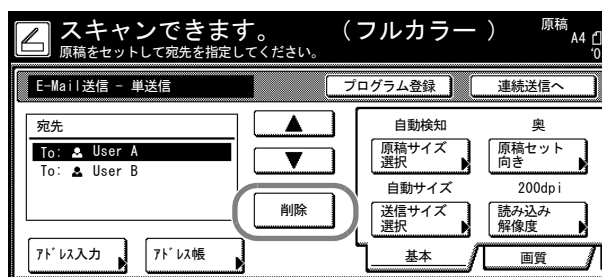 スキャンできます。　（フルカラー　）
原稿をセットして宛先を指定してください。
原稿
A4
E-Mail送信 － 単送信
プログラム登録
連続送信へ
宛先
To: User A
To: User B
削除
ｱﾄﾞﾚｽ入力
ｱﾄﾞﾚｽ帳
自動検知
奥
原稿サイズ
選択
原稿セット
向き
自動サイズ
200dpi
送信サイズ
選択
読み込み
解像度
基本
画質